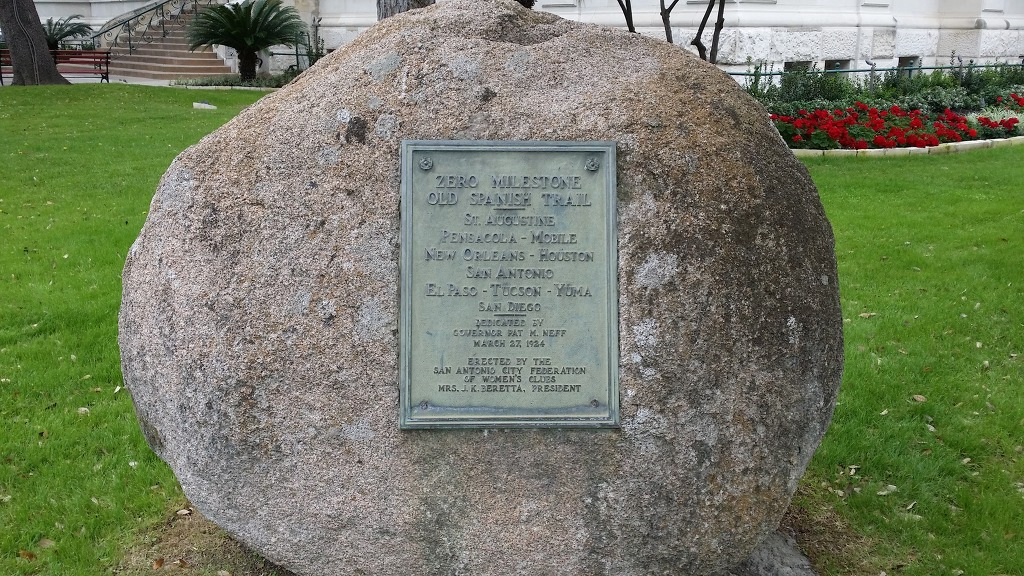 ZERO MILESTONE
OLD SPANISH TRAIL
ST. AUGUSTINE
PENSACOLA - MOBILE
NEW ORLEANS - HOUSTON
SAN ANTONIO
EL PASO - TUCSON - YUMA
SAN DIEGO
DEDICATED BY
GOVERNOR PAT M. NEFF
MARCH 27, 1924
ERECTED BY THE
SAN ANTONIO CITY FEDERATION
OF WOMEN'S CLUBS
MRS. J. K. BERETTA, PRESIDENT